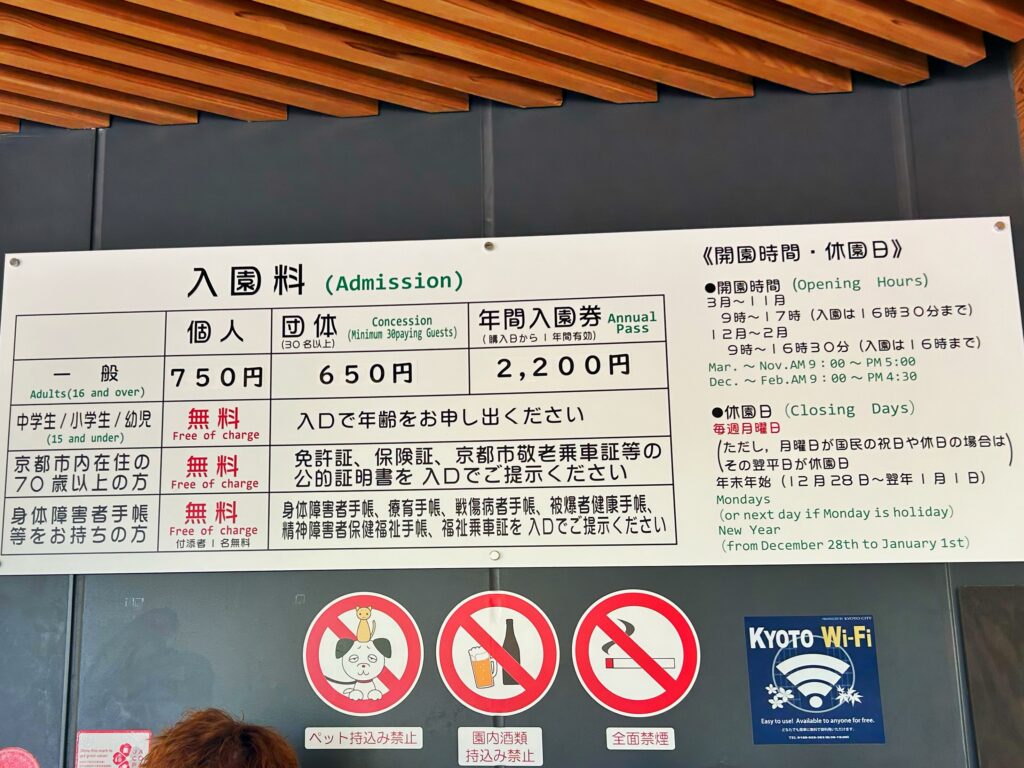 入園料 (Admission)
個人
団体 Concession
(30名以上) (Minimum 30paying Guests)
年間入園券 Annual Pass
(購入日から1年間有効)
一般
Adults(16 and over)
750円
650円
2,200円
中学生/小学生/幼児
(15 and under)
無料
Free of charge
入口で年齢をお申し出ください
京都市内在住の
70歳以上の方
無料
Free of charge
免許証、保険証、京都市敬老乗車証等の
公的証明書を入口でご提示ください
身体障害者手帳
等をお持ちの方
無料
Free of charge
付添者1名無料
身体障害者手帳、療育手帳、戦傷病者手帳、被爆者健康手帳、
精神障害者保健福祉手帳、福祉乗車証を入口でご提示ください
《開園時間・休園日》
●開園時間 (Opening Hours)
3月～11月
9時～17時(入園は16時30分まで)
12月～2月
9時～16時30分(入園は16時まで)
Mar. ～ Nov.AM9：00 ～ PM5:00
Dec. ～ Feb.AM9：00 ～ PM4:30
●休園日 (Closing Days)
毎週月曜日
(ただし，月曜日が国民の祝日や休日の場合は
その翌平日が休園日)
年末年始(12月28日～翌年1月1日)
Mondays
(or next day if Monday is holiday)
New Year
(from December 28th to January 1st)
ペット持込み禁止
園内酒類
持込み禁止
全面禁煙
KYOTO Wi-Fi
Easy to use! Available to anyone for free.